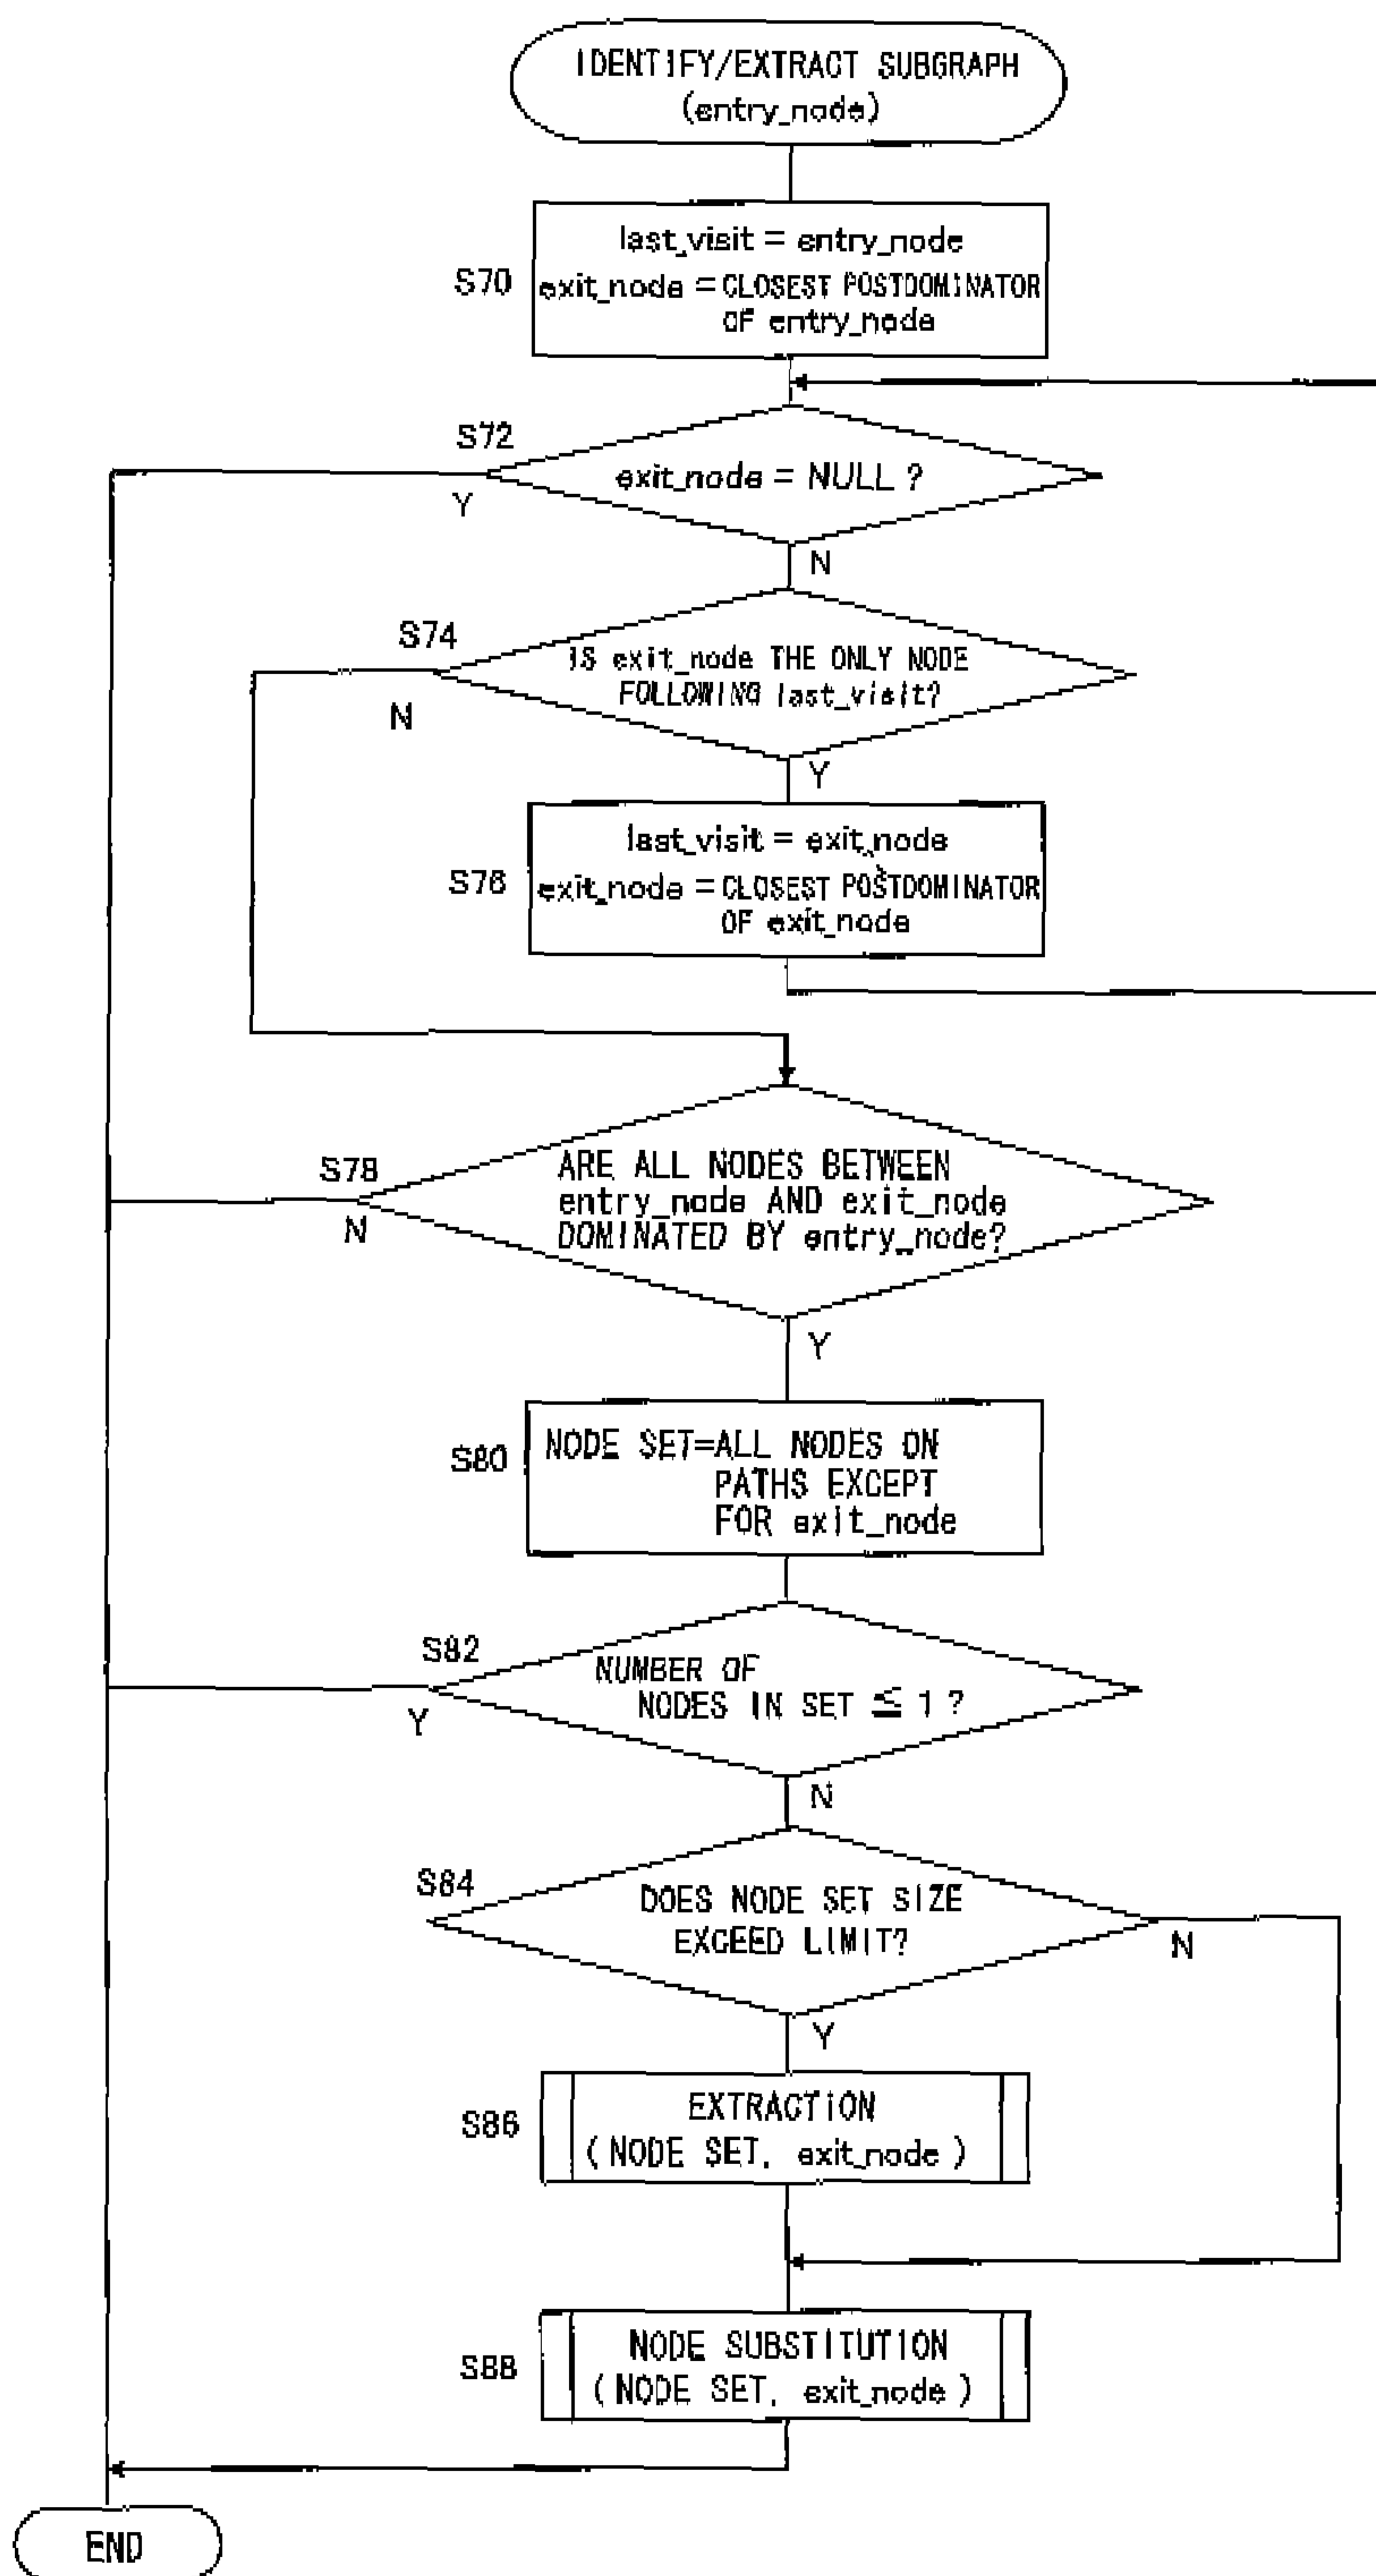 IDENTIFY/EXTRACT SUBGRAPH
(entry_node)
last_visit = entry_node
S70
exit_node = CLOSEST POSTDOMINATOR
OF entry_node
S72
exit_node = NULL ?
Y
N
S74
IS exit_node THE ONLY NODE
FOLLOWING last_visit?
N
Y
last_visit = exit_node
S76
exit_node = CLOSEST POSTDOMINATOR
OF exit_node
S78
ARE ALL NODES BETWEEN
entry_node AND exit_node
DOMINATED BY entry_node?
N
Y
S80
NODE SET=ALL NODES ON
PATHS EXCEPT
FOR exit_node
S82
NUMBER OF
NODES IN SET ≦ 1 ?
Y
N
S84
DOES NODE SET SIZE
EXCEED LIMIT?
N
Y
S86
EXTRACTION
( NODE SET, exit_node )
S88
NODE SUBSTITUTION
( NODE SET, exit_node )
END